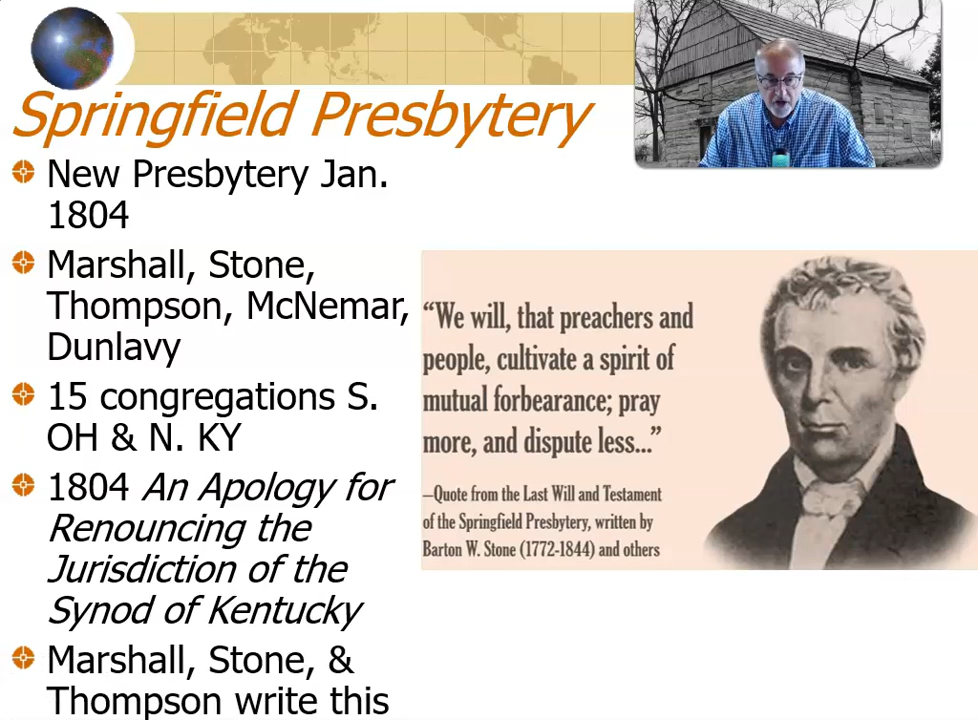 Springfield Presbytery
New Presbytery Jan.
1804
Marshall, Stone,
Thompson, McNemar,
Dunlavy
15 congregations S.
OH & N. KY
1804 An Apology for
Renouncing the
Jurisdiction of the
Synod of Kentucky
Marshall, Stone, &
Thompson write this
“We will, that preachers and
people, cultivate a spirit of
mutual forbearance; pray
more, and dispute less...”
–Quote from the Last Will and Testament
of the Springfield Presbytery, written by
Barton W. Stone (1772-1844) and others